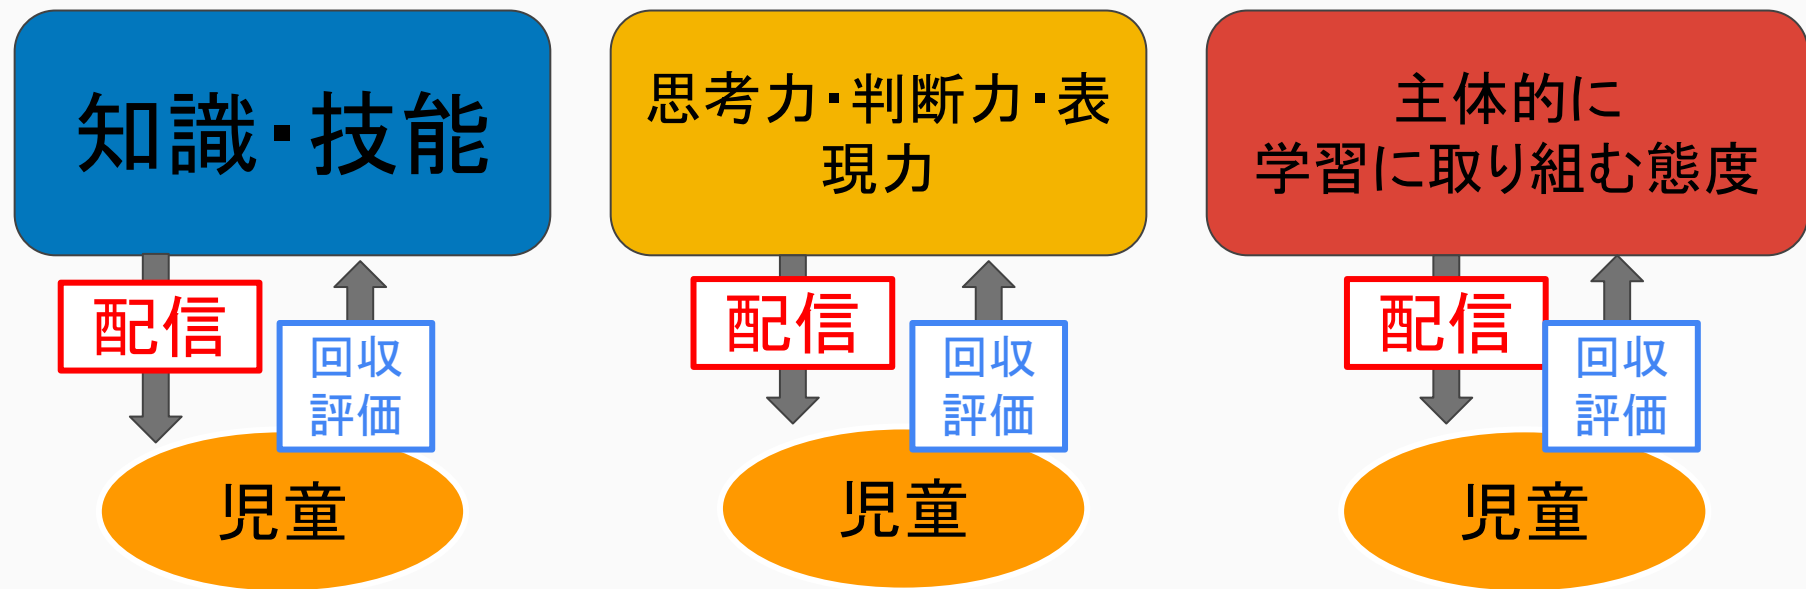 知識・技能
配信
回収
評価
児童
思考力・判断力・表
現力
配信
回収
評価
児童
主体的に
学習に取り組む態度
配信
回収
評価
児童